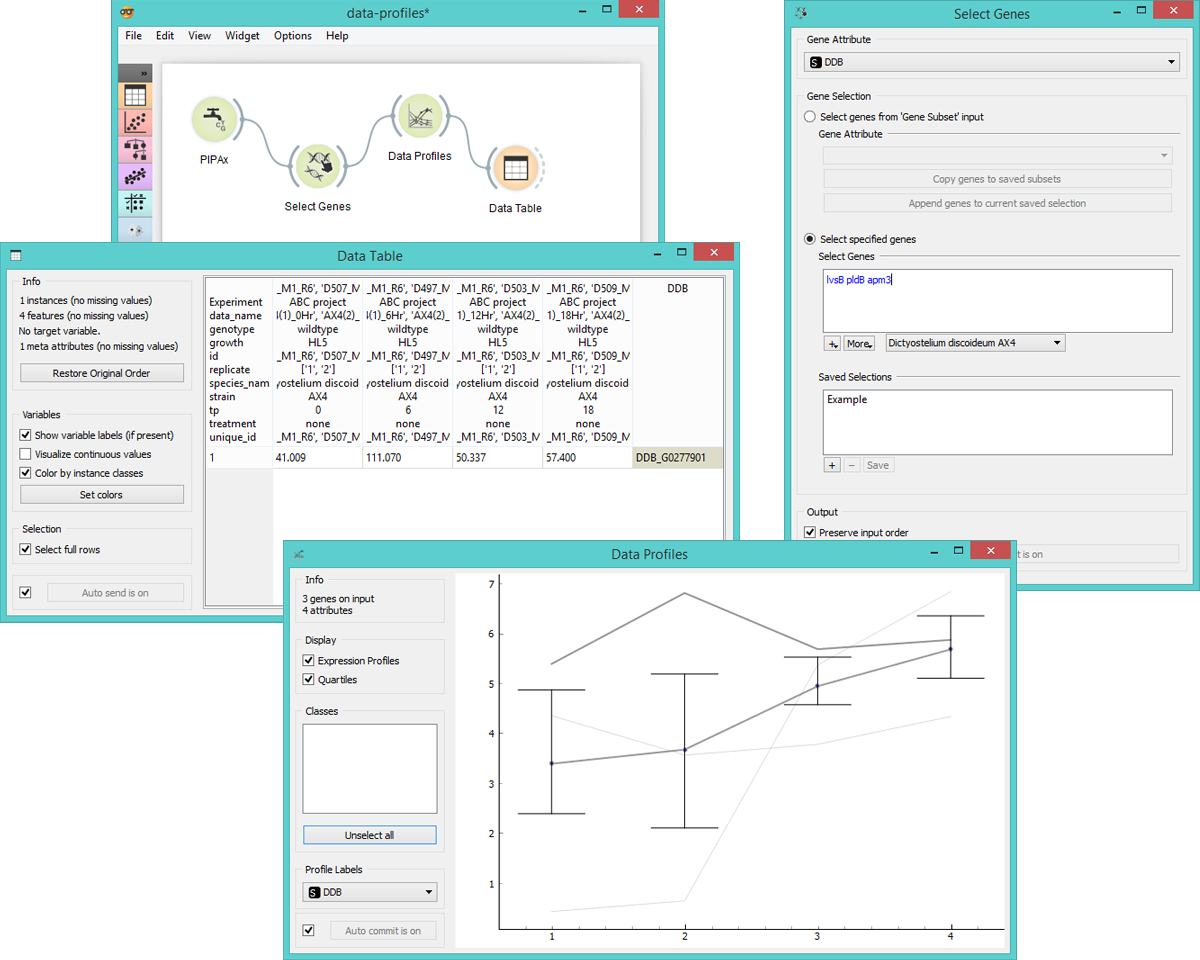 data-profiles*
File Edit View Widget Options Help
»
PIPAx
Select Genes
Data Profiles
Data Table
Select Genes
Gene Attribute
S DDB
Gene Selection
Select genes from 'Gene Subset' input
Gene Attribute
Copy genes to saved subsets
Append genes to current saved selection
Select specified genes
Select Genes
lvsB pldB apm3
+ More Dictyostelium discoideum AX4
Saved Selections
Example
+ − Save
Output
Preserve input order
t is on
Data Table
Info
1 instances (no missing values)
4 features (no missing values)
No target variable.
1 meta attributes (no missing values)
Restore Original Order
Variables
Show variable labels (if present)
Visualize continuous values
Color by instance classes
Set colors
Selection
Select full rows
Auto send is on
_M1_R6', 'D507_M _M1_R6', 'D497_M _M1_R6', 'D503_M _M1_R6', 'D509_M DDB
Experiment ABC project ABC project ABC project ABC project
data_name (1)_0Hr', 'AX4(2)_ (1)_6Hr', 'AX4(2)_ 1)_12Hr', 'AX4(2)_ 1)_18Hr', 'AX4(2)_
genotype wildtype wildtype wildtype wildtype
growth HL5 HL5 HL5 HL5
id _M1_R6', 'D507_M _M1_R6', 'D497_M _M1_R6', 'D503_M _M1_R6', 'D509_M
replicate ['1', '2'] ['1', '2'] ['1', '2'] ['1', '2']
species_nam yostelium discoid yostelium discoid yostelium discoid yostelium discoid
strain AX4 AX4 AX4 AX4
tp 0 6 12 18
treatment none none none none
unique_id _M1_R6', 'D507_M _M1_R6', 'D497_M _M1_R6', 'D503_M _M1_R6', 'D509_M
1 41.009 111.070 50.337 57.400 DDB_G0277901
Data Profiles
Info
3 genes on input
4 attributes
Display
Expression Profiles
Quartiles
Classes
Unselect all
Profile Labels
S DDB
Auto commit is on
7
6
5
4
3
2
1
1 2 3 4